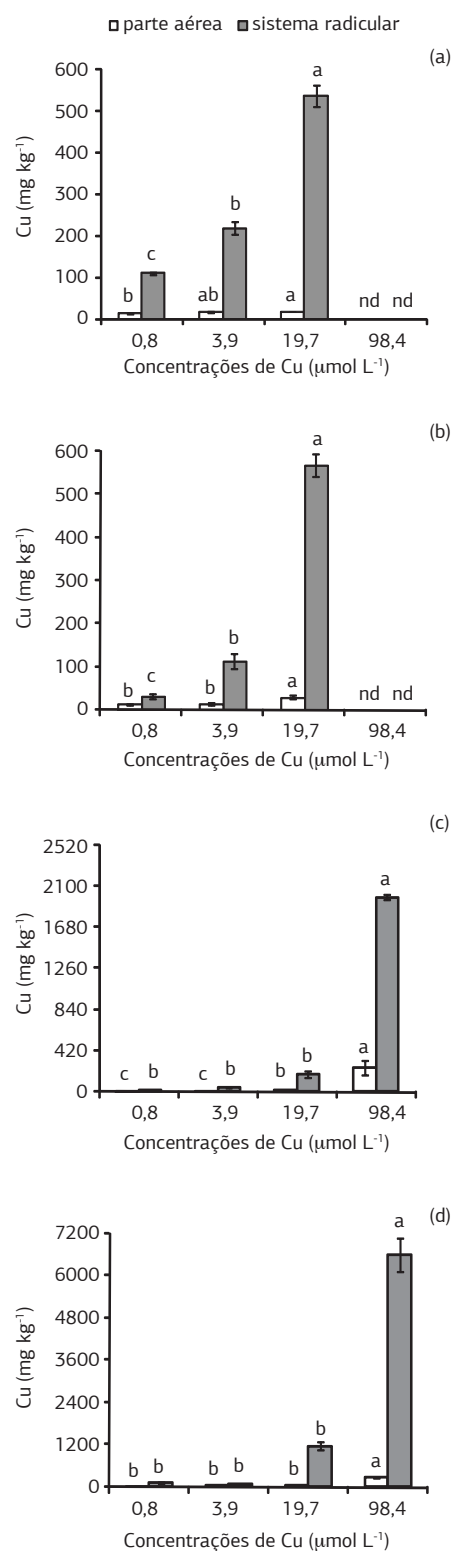 parte aérea sistema radicular
(a)
600
500
400
300
200
100
0
Cu (mg kg⁻¹)
b c ab b a a nd nd
0,8 3,9 19,7 98,4
Concentrações de Cu (μmol L⁻¹)
(b)
600
500
400
300
200
100
0
Cu (mg kg⁻¹)
b c b b a a nd nd
0,8 3,9 19,7 98,4
Concentrações de Cu (μmol L⁻¹)
(c)
2520
2100
1680
1260
840
420
0
Cu (mg kg⁻¹)
c b c b b b a a
0,8 3,9 19,7 98,4
Concentrações de Cu (μmol L⁻¹)
(d)
7200
6000
4800
3600
2400
1200
0
Cu (mg kg⁻¹)
b b b b b b a a
0,8 3,9 19,7 98,4
Concentrações de Cu (μmol L⁻¹)